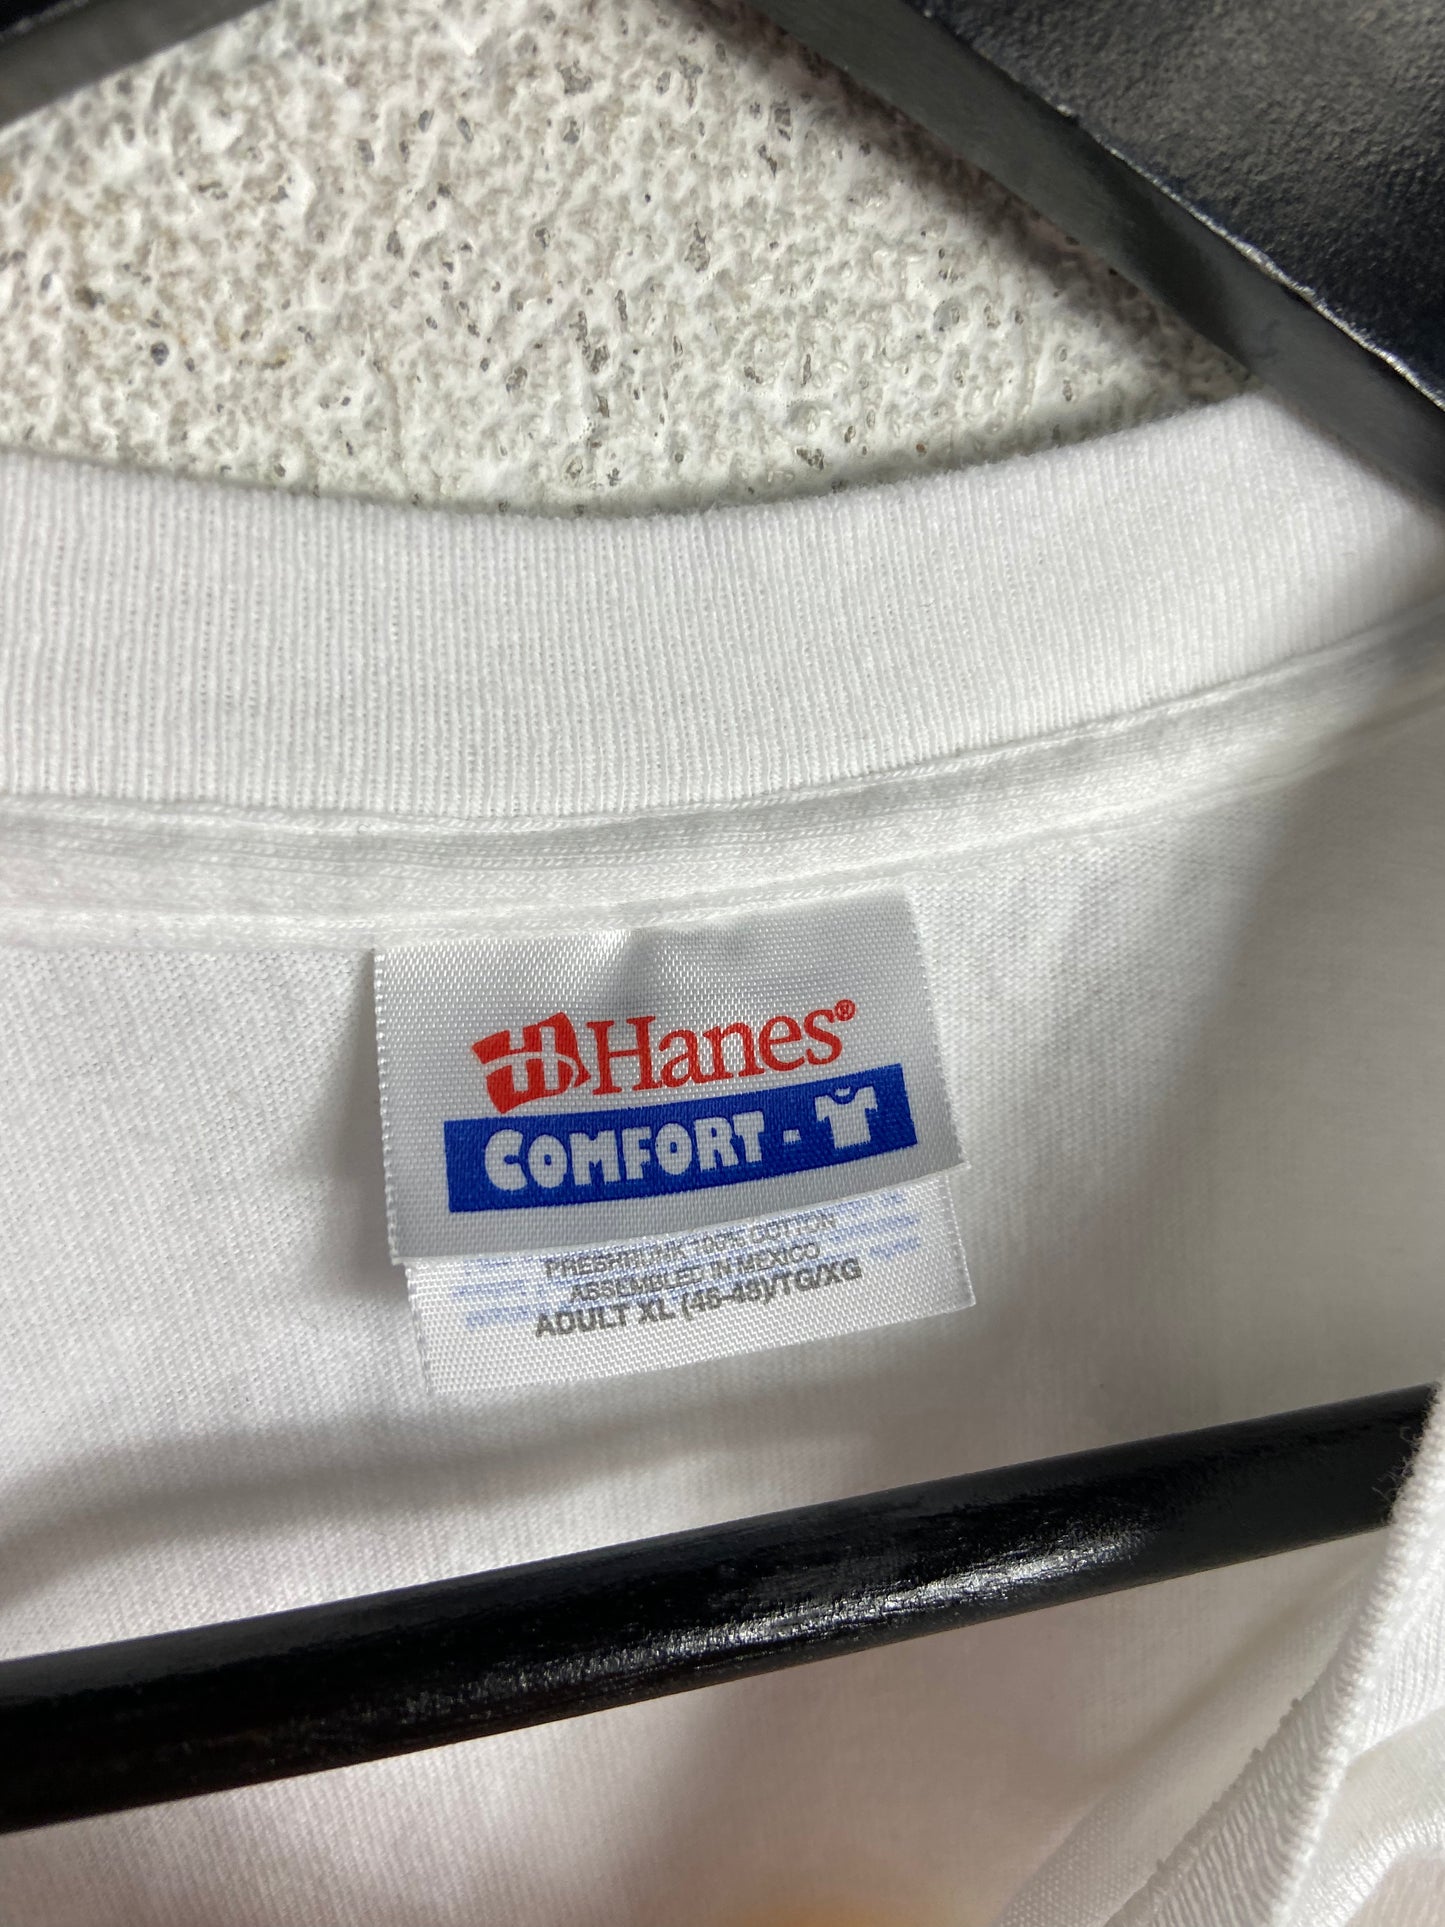 Hanes®
COMFORT-T
PRESHRUNK 100% COTTON
ASSEMBLED IN MEXICO
ADULT XL (46-48)/TG/XG